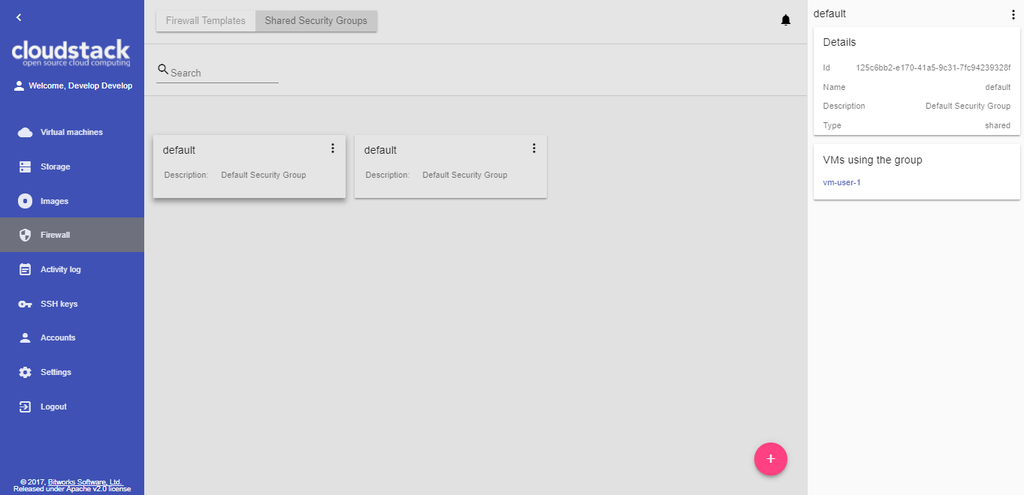 cloudstack
open source cloud computing
Welcome, Develop Develop
Virtual machines
Storage
Images
Firewall
Activity log
SSH keys
Accounts
Settings
Logout
© 2017, Bitworks Software, Ltd.
Released under Apache v2.0 license
Firewall Templates Shared Security Groups
Search
default
Description: Default Security Group
default
Description: Default Security Group
default
Details
Id 125c6bb2-e170-41a5-9c31-7fc94239328f
Name default
Description Default Security Group
Type shared
VMs using the group
vm-user-1